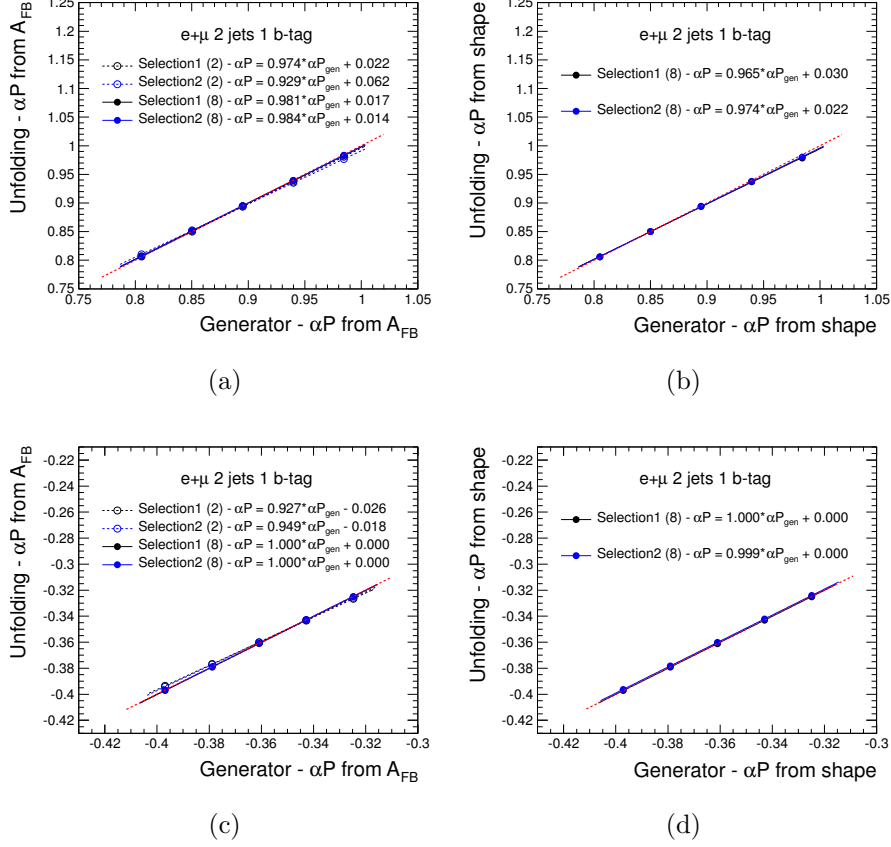 Unfolding - αP from A_FB
1.25
1.2
1.15
1.1
1.05
1
0.95
0.9
0.85
0.8
0.75
e+μ 2 jets 1 b-tag
Selection1 (2) - αP = 0.974*αP_gen + 0.022
Selection2 (2) - αP = 0.929*αP_gen + 0.062
Selection1 (8) - αP = 0.981*αP_gen + 0.017
Selection2 (8) - αP = 0.984*αP_gen + 0.014
0.75 0.8 0.85 0.9 0.95 1 1.05
Generator - αP from A_FB
(a)
Unfolding - αP from shape
1.25
1.2
1.15
1.1
1.05
1
0.95
0.9
0.85
0.8
0.75
e+μ 2 jets 1 b-tag
Selection1 (8) - αP = 0.965*αP_gen + 0.030
Selection2 (8) - αP = 0.974*αP_gen + 0.022
0.75 0.8 0.85 0.9 0.95 1 1.05
Generator - αP from shape
(b)
Unfolding - αP from A_FB
-0.22
-0.24
-0.26
-0.28
-0.3
-0.32
-0.34
-0.36
-0.38
-0.4
-0.42
e+μ 2 jets 1 b-tag
Selection1 (2) - αP = 0.927*αP_gen - 0.026
Selection2 (2) - αP = 0.949*αP_gen - 0.018
Selection1 (8) - αP = 1.000*αP_gen + 0.000
Selection2 (8) - αP = 1.000*αP_gen + 0.000
-0.42 -0.4 -0.38 -0.36 -0.34 -0.32 -0.3
Generator - αP from A_FB
(c)
Unfolding - αP from shape
-0.22
-0.24
-0.26
-0.28
-0.3
-0.32
-0.34
-0.36
-0.38
-0.4
-0.42
e+μ 2 jets 1 b-tag
Selection1 (8) - αP = 1.000*αP_gen + 0.000
Selection2 (8) - αP = 0.999*αP_gen + 0.000
-0.42 -0.4 -0.38 -0.36 -0.34 -0.32 -0.3
Generator - αP from shape
(d)